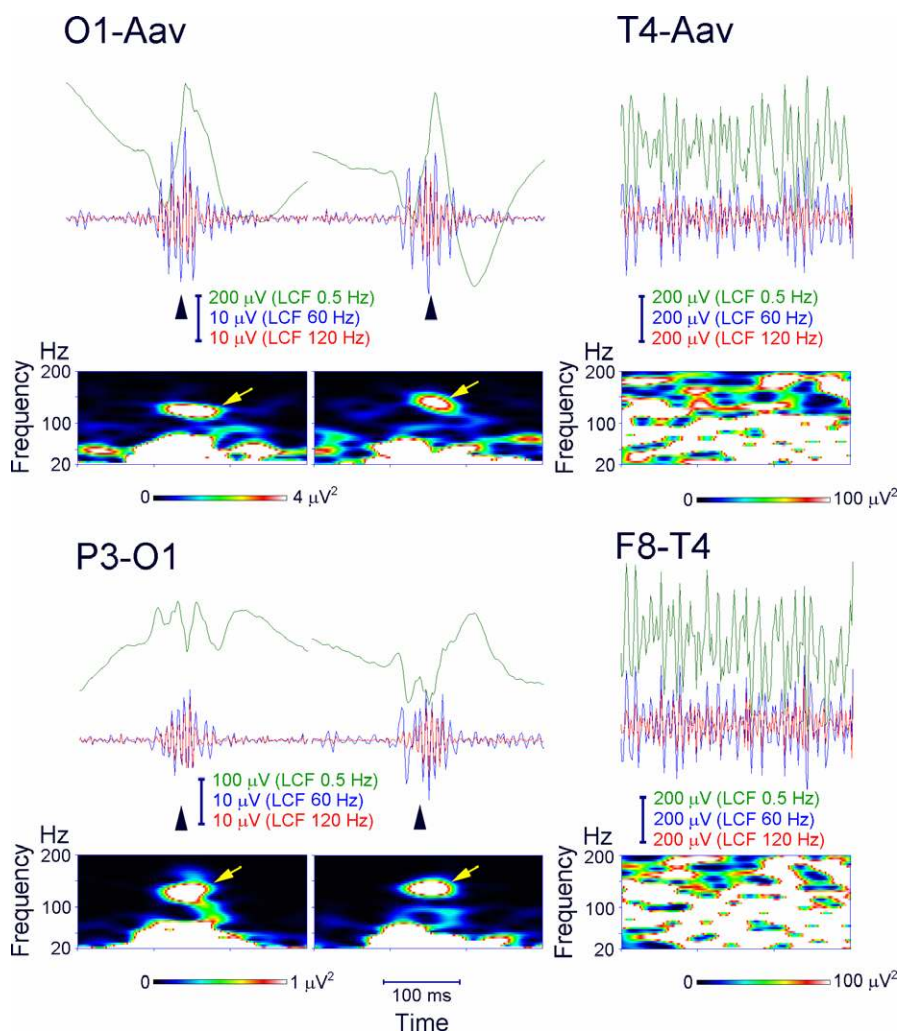 O1-Aav
T4-Aav
200 μV (LCF 0.5 Hz)
10 μV (LCF 60 Hz)
10 μV (LCF 120 Hz)
200 μV (LCF 0.5 Hz)
200 μV (LCF 60 Hz)
200 μV (LCF 120 Hz)
Hz
200
100
20
Frequency
Hz
200
100
20
Frequency
0
4 μV²
0
100 μV²
P3-O1
F8-T4
100 μV (LCF 0.5 Hz)
10 μV (LCF 60 Hz)
10 μV (LCF 120 Hz)
200 μV (LCF 0.5 Hz)
200 μV (LCF 60 Hz)
200 μV (LCF 120 Hz)
Hz
200
100
20
Frequency
Hz
200
100
20
Frequency
0
1 μV²
100 ms
Time
0
100 μV²